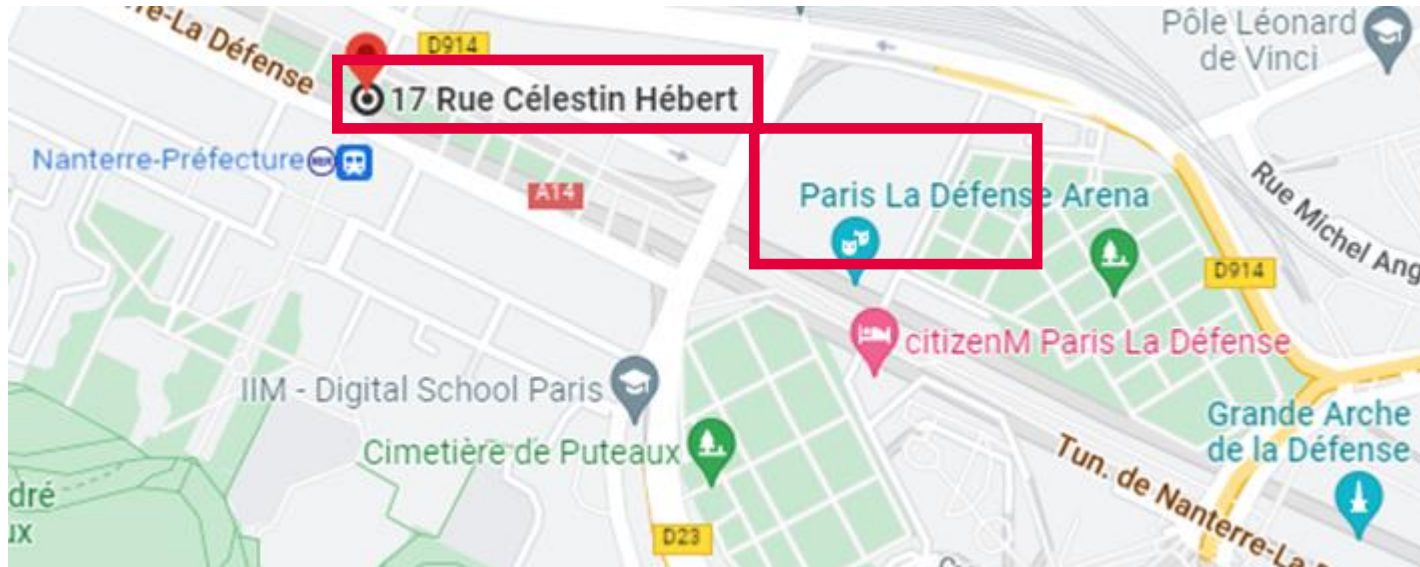 re-La Défense
D914
Pôle Léonard
de Vinci
17 Rue Célestin Hébert
Nanterre-Préfecture
RER
A14
Paris La Défense Arena
Rue Michel Ang
D914
citizenM Paris La Défense
IIM - Digital School Paris
Grande Arche
de la Défense
Cimetière de Puteaux
Tun. de Nanterre-La
dré
ux
D23